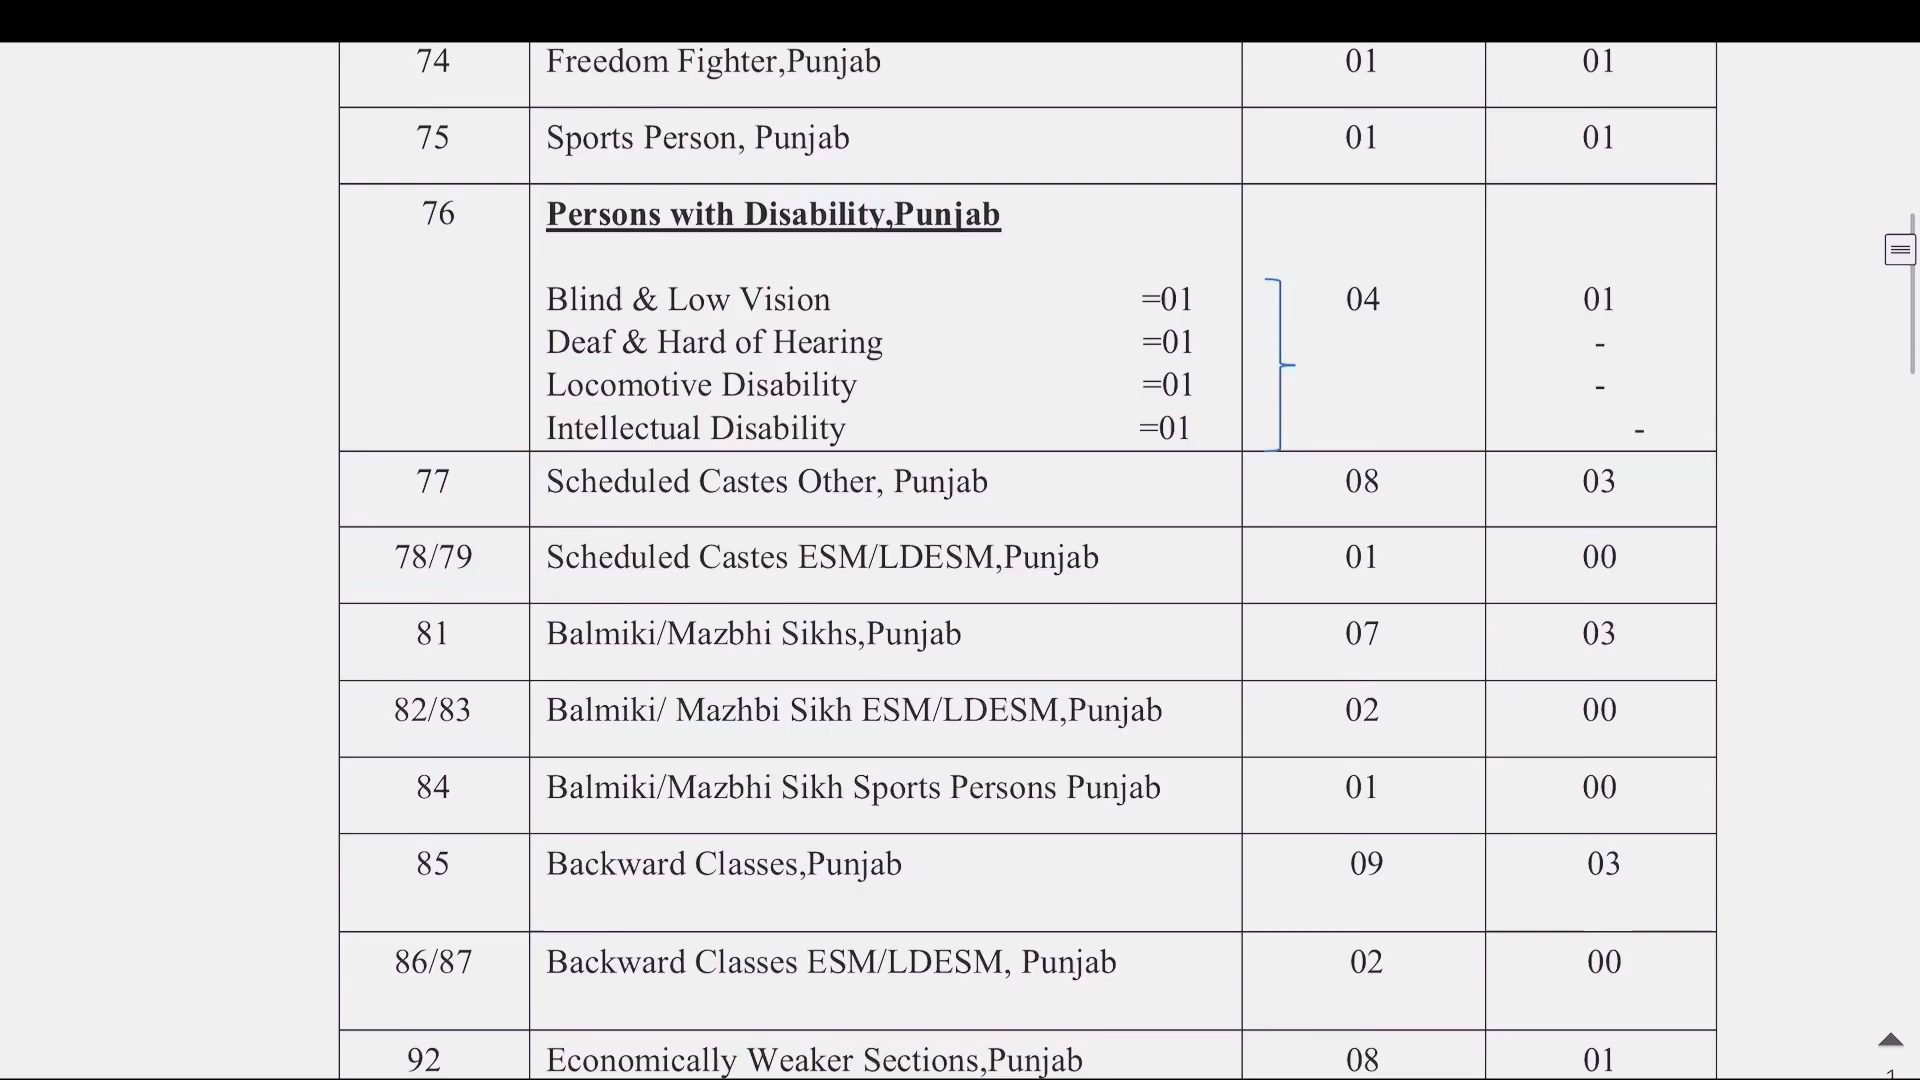 74 Freedom Fighter,Punjab 01 01
75 Sports Person, Punjab 01 01
76 Persons with Disability,Punjab
Blind & Low Vision =01 04 01
Deaf & Hard of Hearing =01 -
Locomotive Disability =01 -
Intellectual Disability =01 -
77 Scheduled Castes Other, Punjab 08 03
78/79 Scheduled Castes ESM/LDESM,Punjab 01 00
81 Balmiki/Mazbhi Sikhs,Punjab 07 03
82/83 Balmiki/ Mazhbi Sikh ESM/LDESM,Punjab 02 00
84 Balmiki/Mazbhi Sikh Sports Persons Punjab 01 00
85 Backward Classes,Punjab 09 03
86/87 Backward Classes ESM/LDESM, Punjab 02 00
92 Economically Weaker Sections,Punjab 08 01